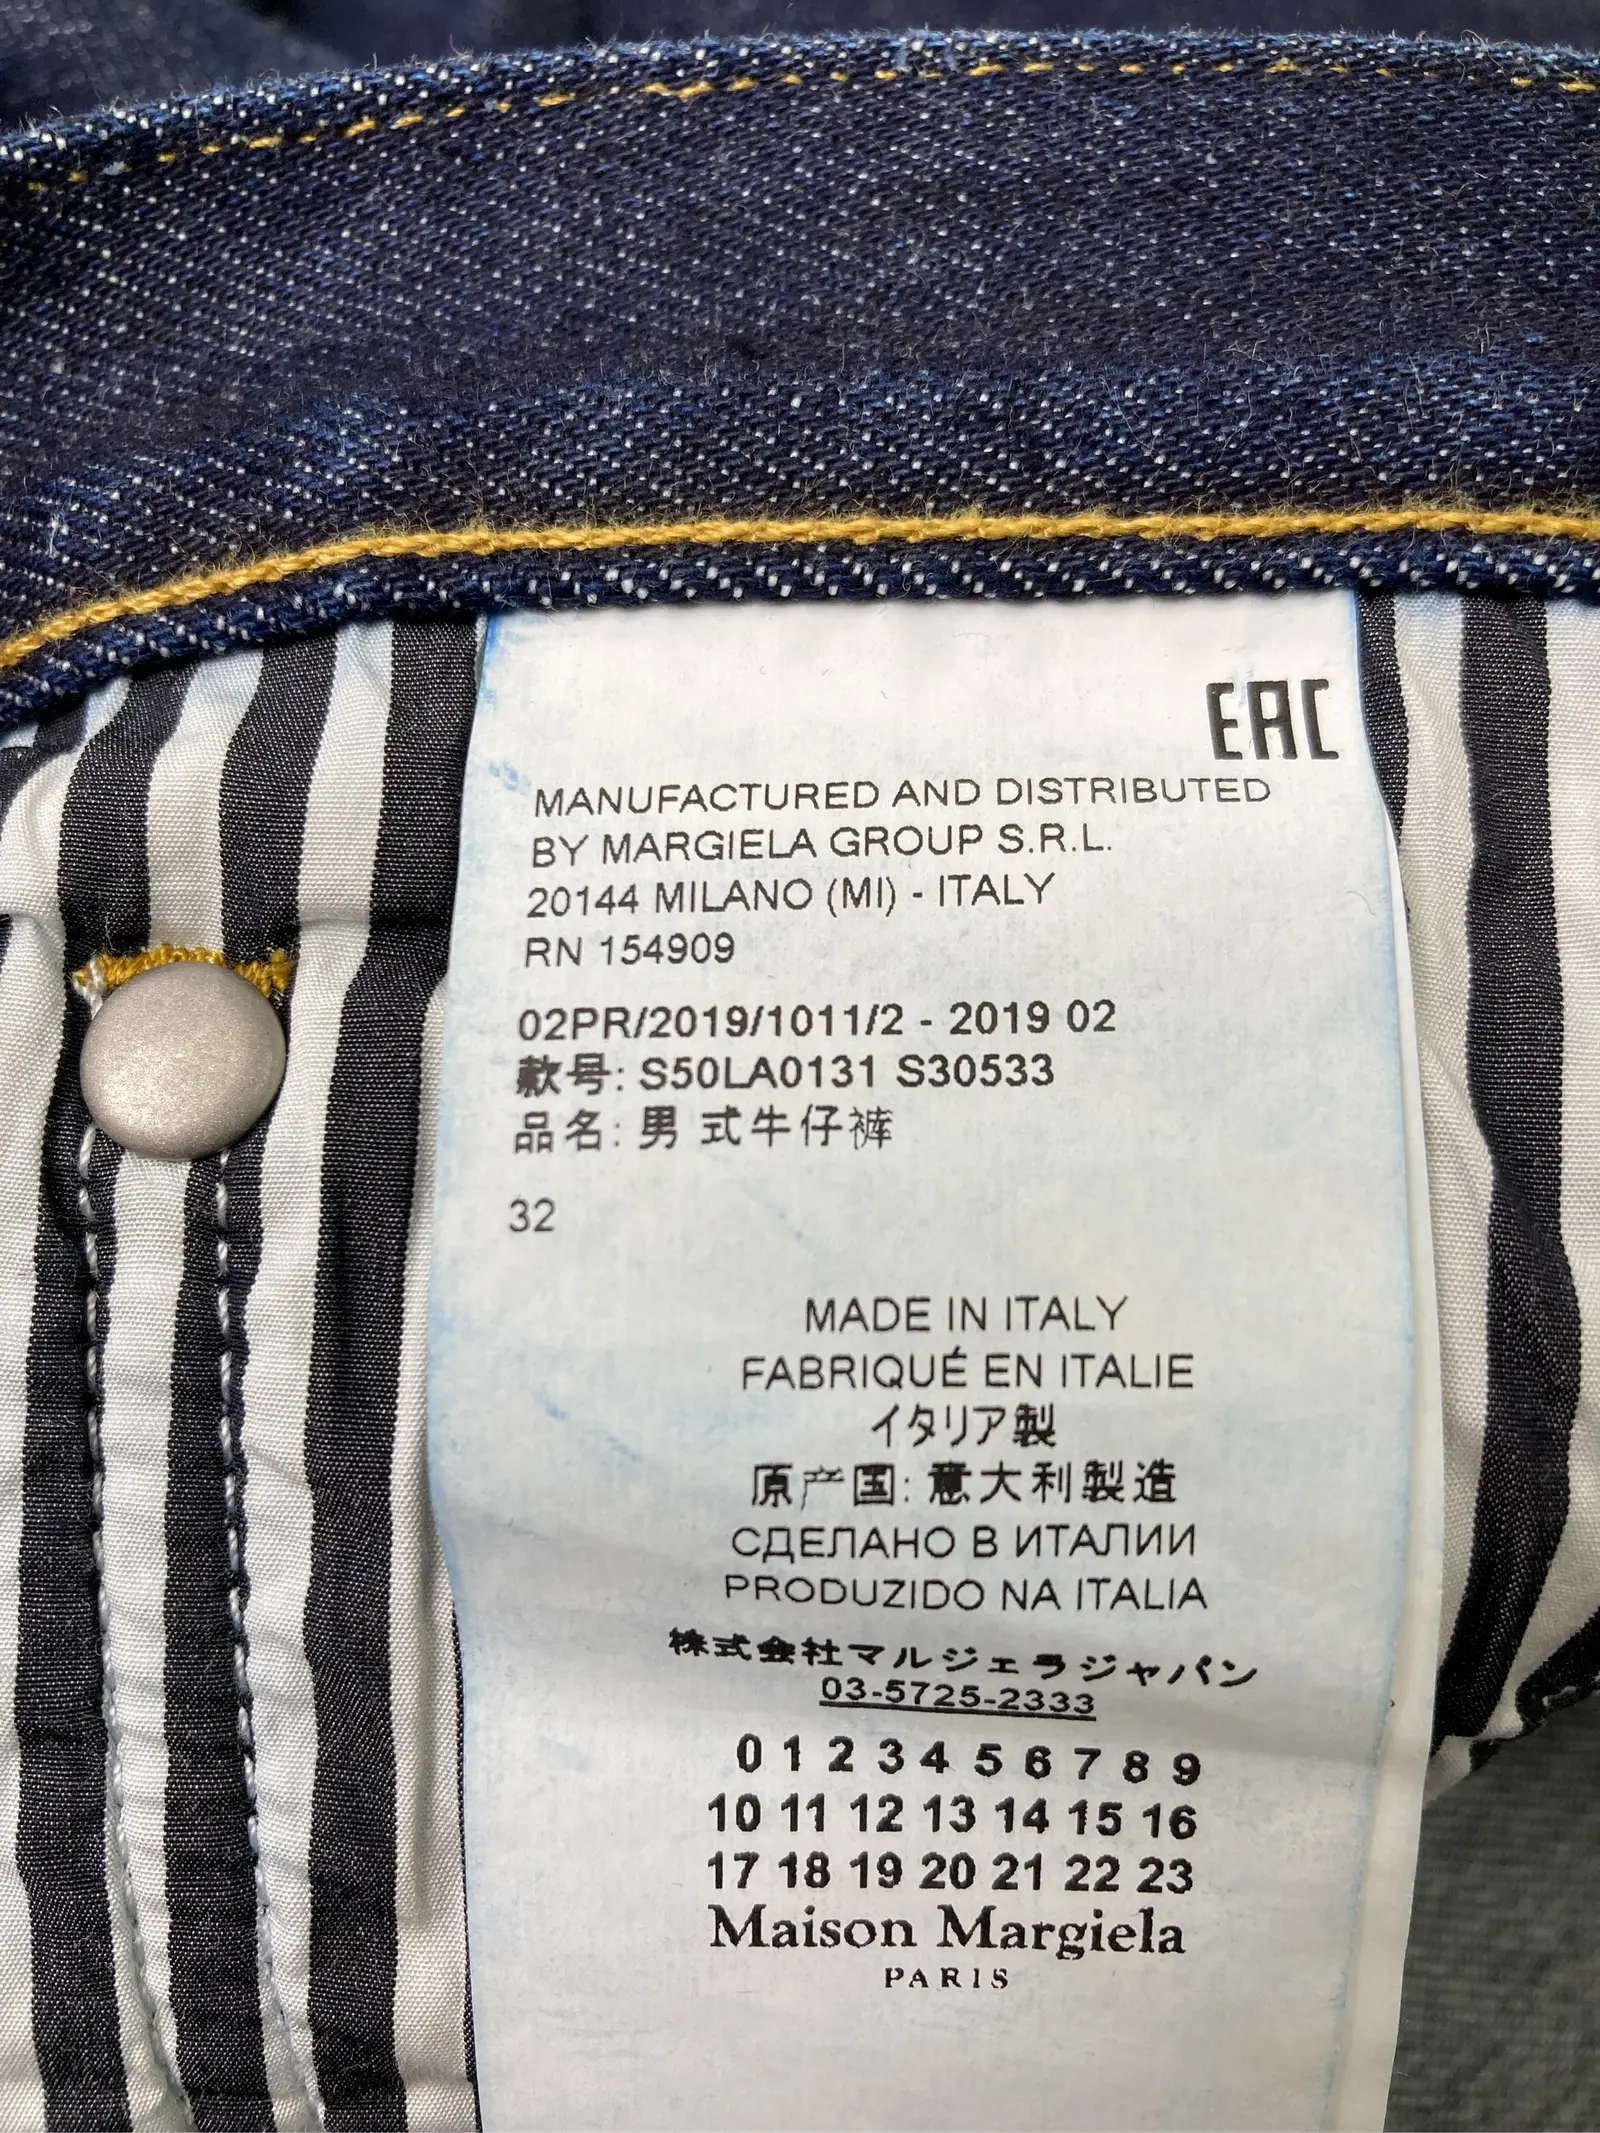 EAC
MANUFACTURED AND DISTRIBUTED
BY MARGIELA GROUP S.R.L.
20144 MILANO (MI) - ITALY
RN 154909
02PR/2019/1011/2 - 2019 02
款号: S50LA0131 S30533
品名: 男 式牛仔裤
32
MADE IN ITALY
FABRIQUÉ EN ITALIE
イタリア製
原产国: 意大利製造
СДЕЛАНО В ИТАЛИИ
PRODUZIDO NA ITALIA
株式会社マルジェラジャパン
03-5725-2333
0 1 2 3 4 5 6 7 8 9
10 11 12 13 14 15 16
17 18 19 20 21 22 23
Maison Margiela
PARIS